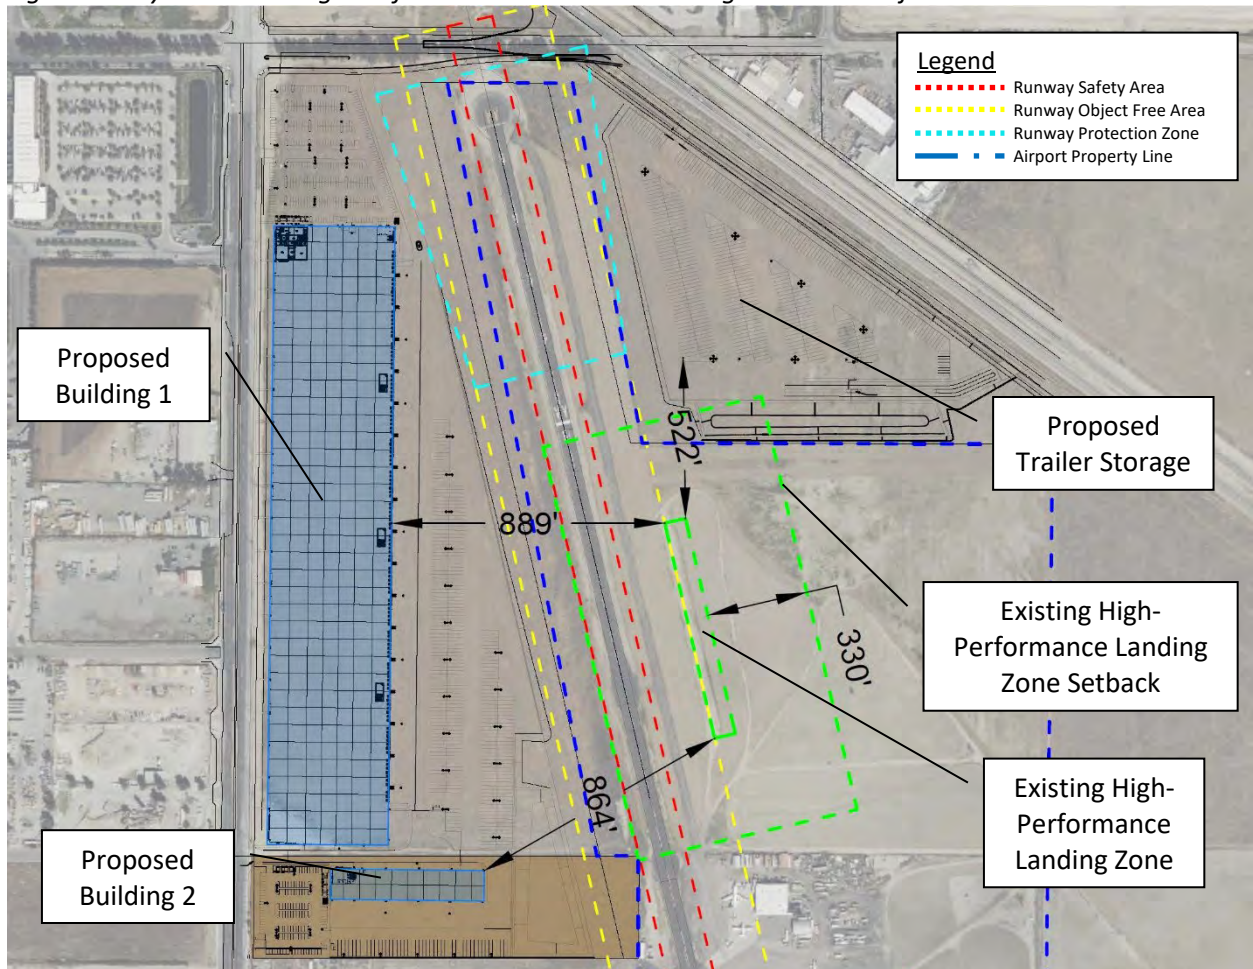 Legend
Runway Safety Area
Runway Object Free Area
Runway Protection Zone
Airport Property Line
Proposed
Building 1
522'
889'
Proposed
Trailer Storage
330'
Existing High-
Performance Landing
Zone Setback
864'
Existing High-
Performance
Landing Zone
Proposed
Building 2